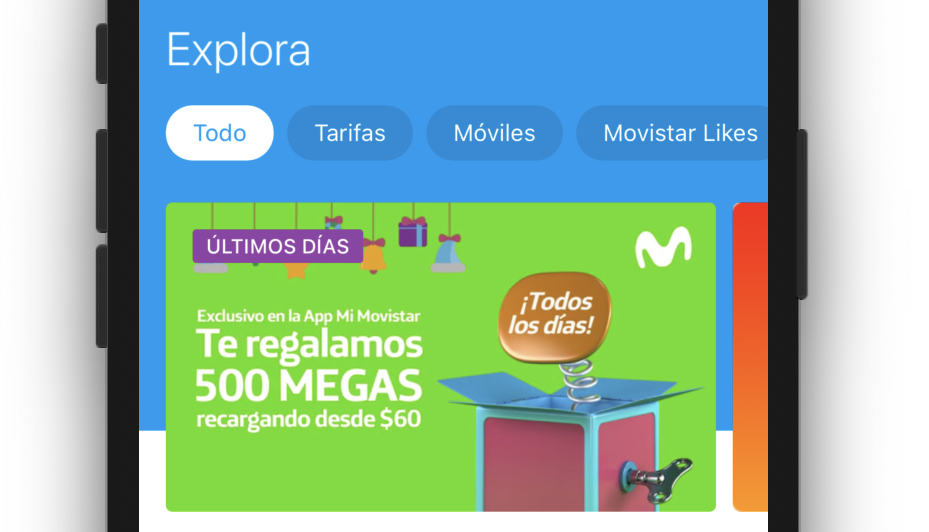 Explora
Todo
Tarifas
Móviles
Movistar Likes
ÚLTIMOS DÍAS
Exclusivo en la App Mi Movistar
Te regalamos
500 MEGAS
recargando desde $60
¡Todos
los días!